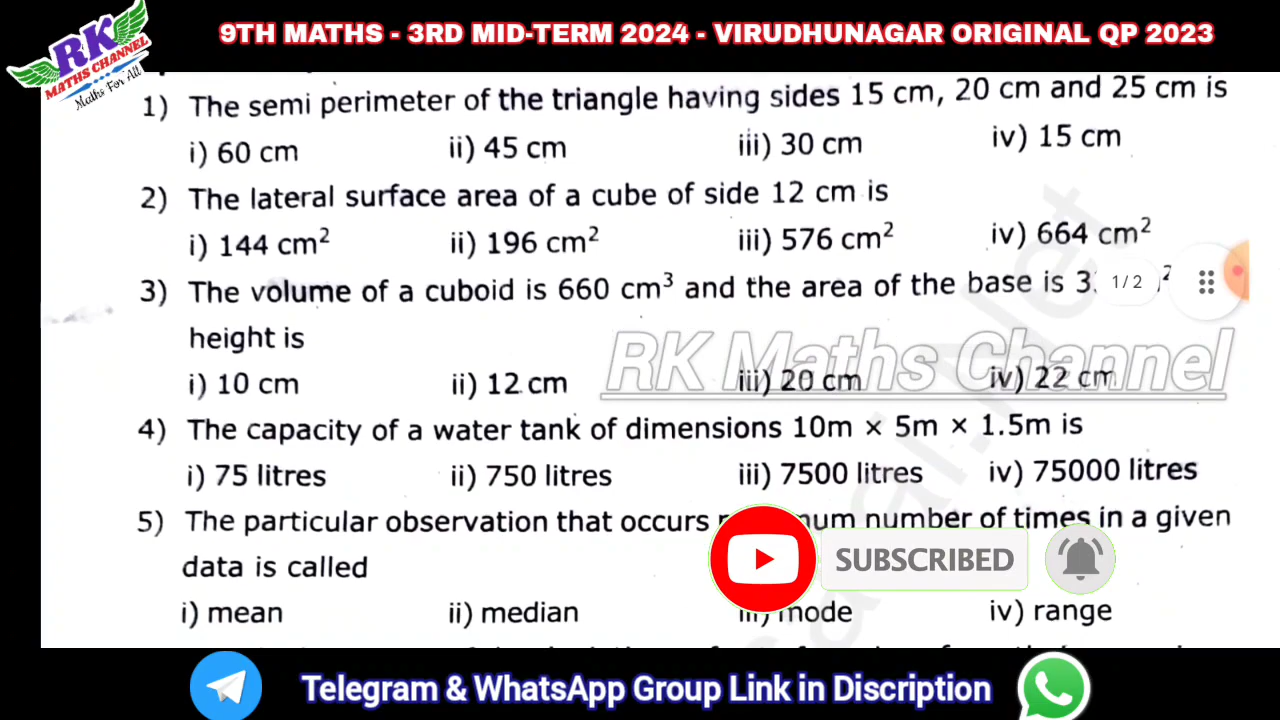 RK
MATHS CHANNEL
Maths For All
9TH MATHS - 3RD MID-TERM 2024 - VIRUDHUNAGAR ORIGINAL QP 2023
1) The semi perimeter of the triangle having sides 15 cm, 20 cm and 25 cm is
i) 60 cm ii) 45 cm iii) 30 cm iv) 15 cm
2) The lateral surface area of a cube of side 12 cm is
i) 144 cm² ii) 196 cm² iii) 576 cm² iv) 664 cm²
3) The volume of a cuboid is 660 cm³ and the area of the base is
1/2
height is
RK Maths Channel
i) 10 cm ii) 12 cm iii) 20 cm iv) 22 cm
4) The capacity of a water tank of dimensions 10m × 5m × 1.5m is
i) 75 litres ii) 750 litres iii) 7500 litres iv) 75000 litres
5) The particular observation that occurs number of times in a given
SUBSCRIBED
data is called
i) mean ii) median iii) mode iv) range
Telegram & WhatsApp Group Link in Discription